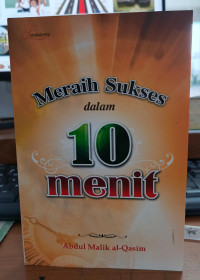 Meraih Sukses
dalam
10
menit
Abdul Malik al-Qasim